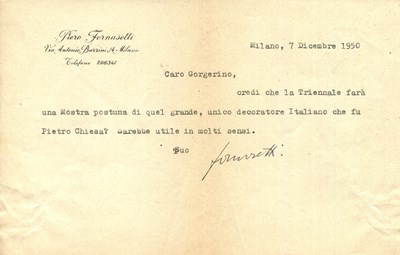 Piero Fornasetti
Via Antonio Bazzini, 14 - Milano
Telefono 296341
Milano, 7 Dicembre 1950
Caro Gorgerino,
credi che la Triennale farà
una Mostra postuma di quel grande, unico decoratore Italiano che fu
Pietro Chiesa? Sarebbe utile in molti sensi.
Tuo
fornasetti: